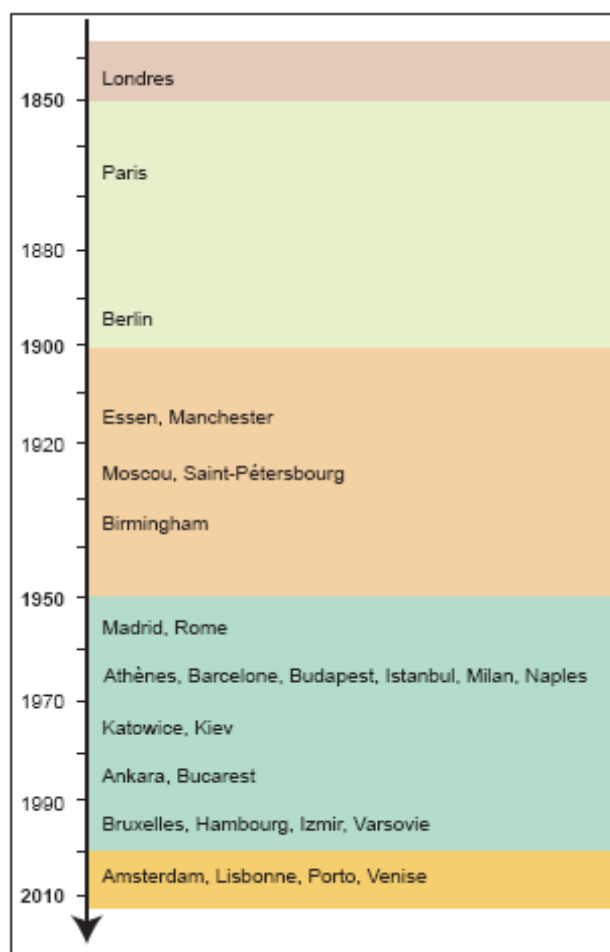 Londres
1850
Paris
1880
Berlin
1900
Essen, Manchester
1920
Moscou, Saint-Pétersbourg
Birmingham
1950
Madrid, Rome
Athènes, Barcelone, Budapest, Istanbul, Milan, Naples
1970
Katowice, Kiev
Ankara, Bucarest
1990
Bruxelles, Hambourg, Izmir, Varsovie
Amsterdam, Lisbonne, Porto, Venise
2010